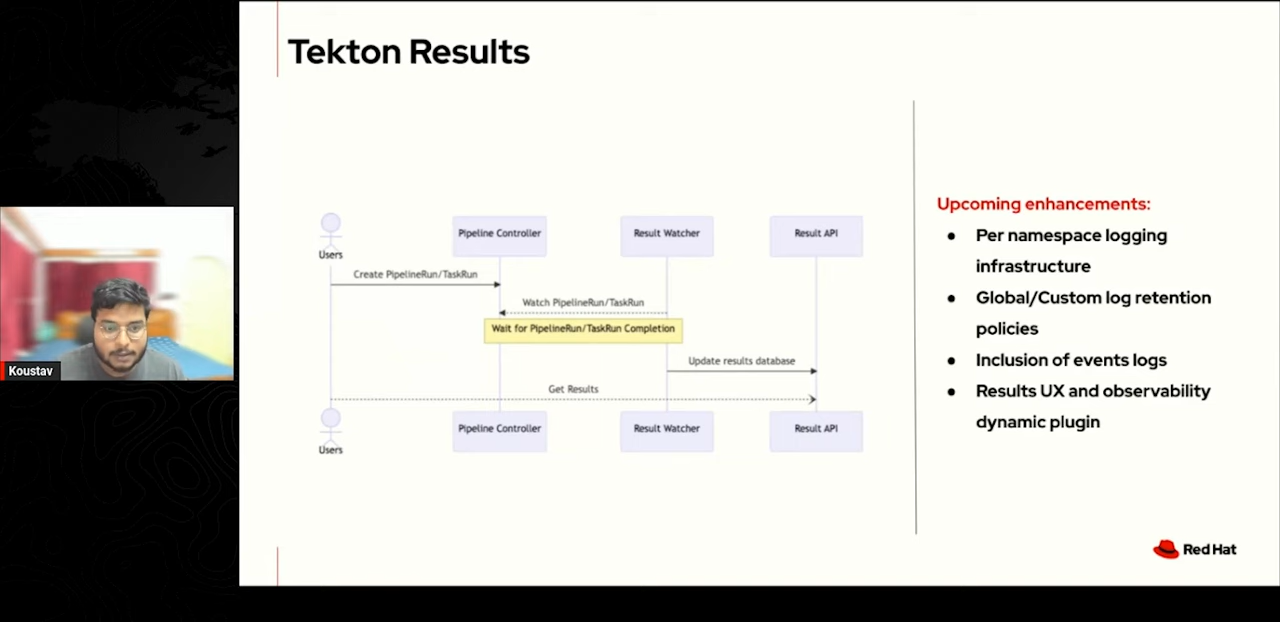 Tekton Results
Users
Pipeline Controller
Result Watcher
Result API
Create PipelineRun/TaskRun
Watch PipelineRun/TaskRun
Wait for PipelineRun/TaskRun Completion
Update results database
Get Results
Users
Pipeline Controller
Result Watcher
Result API
Upcoming enhancements:
● Per namespace logging
infrastructure
● Global/Custom log retention
policies
● Inclusion of events logs
● Results UX and observability
dynamic plugin
Red Hat
Koustav